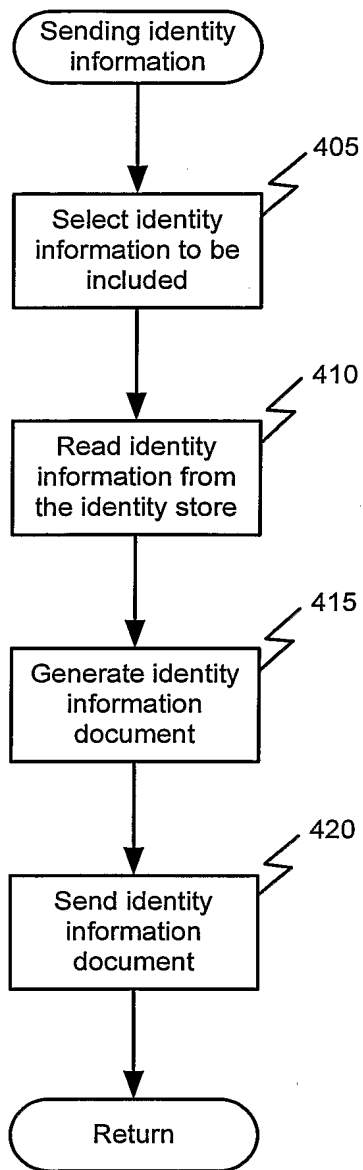 Sending identity
information
405
Select identity
information to be
included
410
Read identity
information from
the identity store
415
Generate identity
information
document
420
Send identity
information
document
Return